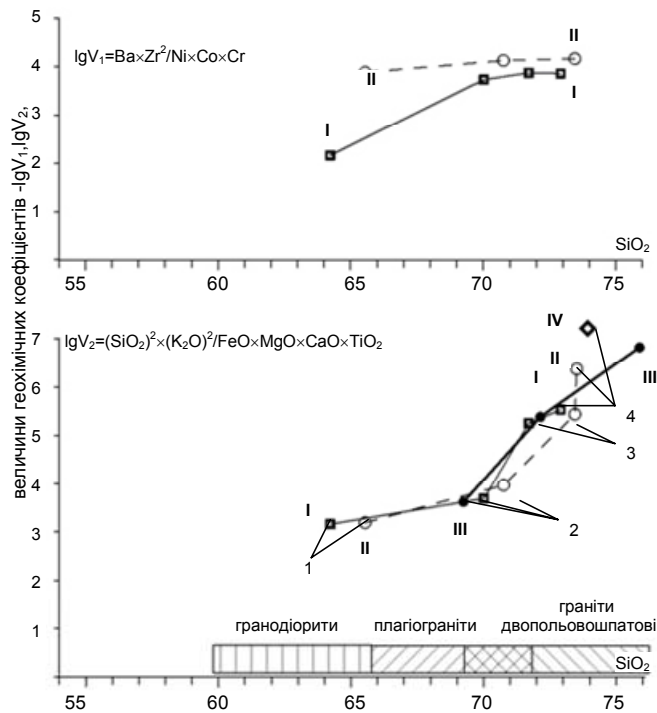 величини геохімічних коефіцієнтів -lgV₁,lgV₂,
5
4
3
2
1
lgV₁=Ba×Zr²/Ni×Co×Cr
II
II
I
I
SiO₂
55
60
65
70
75
7
6
5
4
3
2
1
lgV₂=(SiO₂)²×(K₂O)²/FeO×MgO×CaO×TiO₂
IV
II
I
III
4
3
I
II
III
2
1
гранодіорити
плагіограніти
граніти
двопольовошпатові
SiO₂
55
60
65
70
75